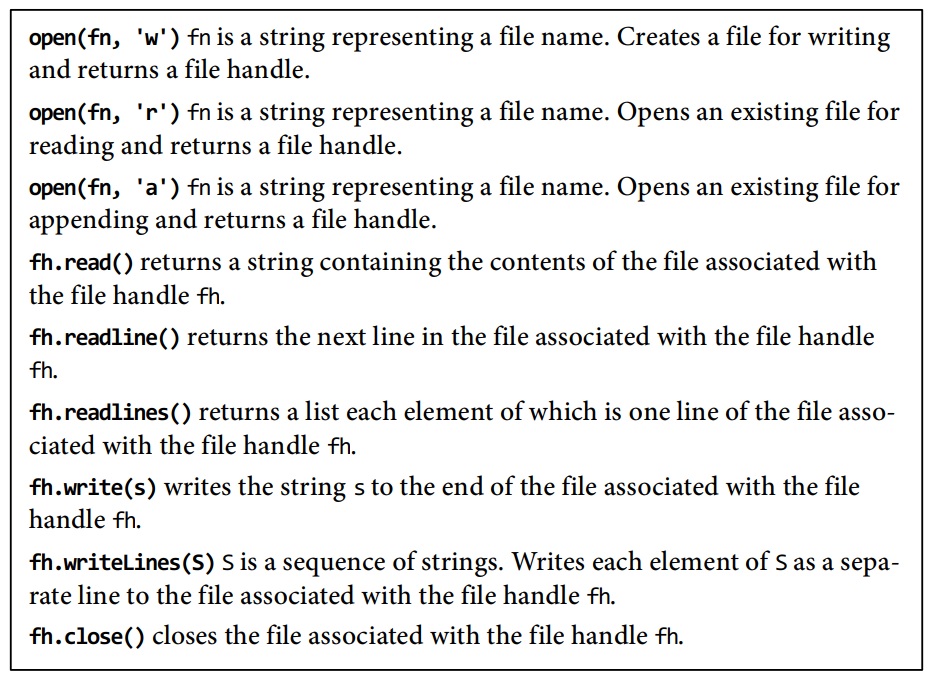 open(fn, 'w') fn is a string representing a file name. Creates a file for writing
and returns a file handle.
open(fn, 'r') fn is a string representing a file name. Opens an existing file for
reading and returns a file handle.
open(fn, 'a') fn is a string representing a file name. Opens an existing file for
appending and returns a file handle.
fh.read() returns a string containing the contents of the file associated with
the file handle fh.
fh.readline() returns the next line in the file associated with the file handle
fh.
fh.readlines() returns a list each element of which is one line of the file asso-
ciated with the file handle fh.
fh.write(s) writes the string s to the end of the file associated with the file
handle fh.
fh.writeLines(S) S is a sequence of strings. Writes each element of S as a sepa-
rate line to the file associated with the file handle fh.
fh.close() closes the file associated with the file handle fh.